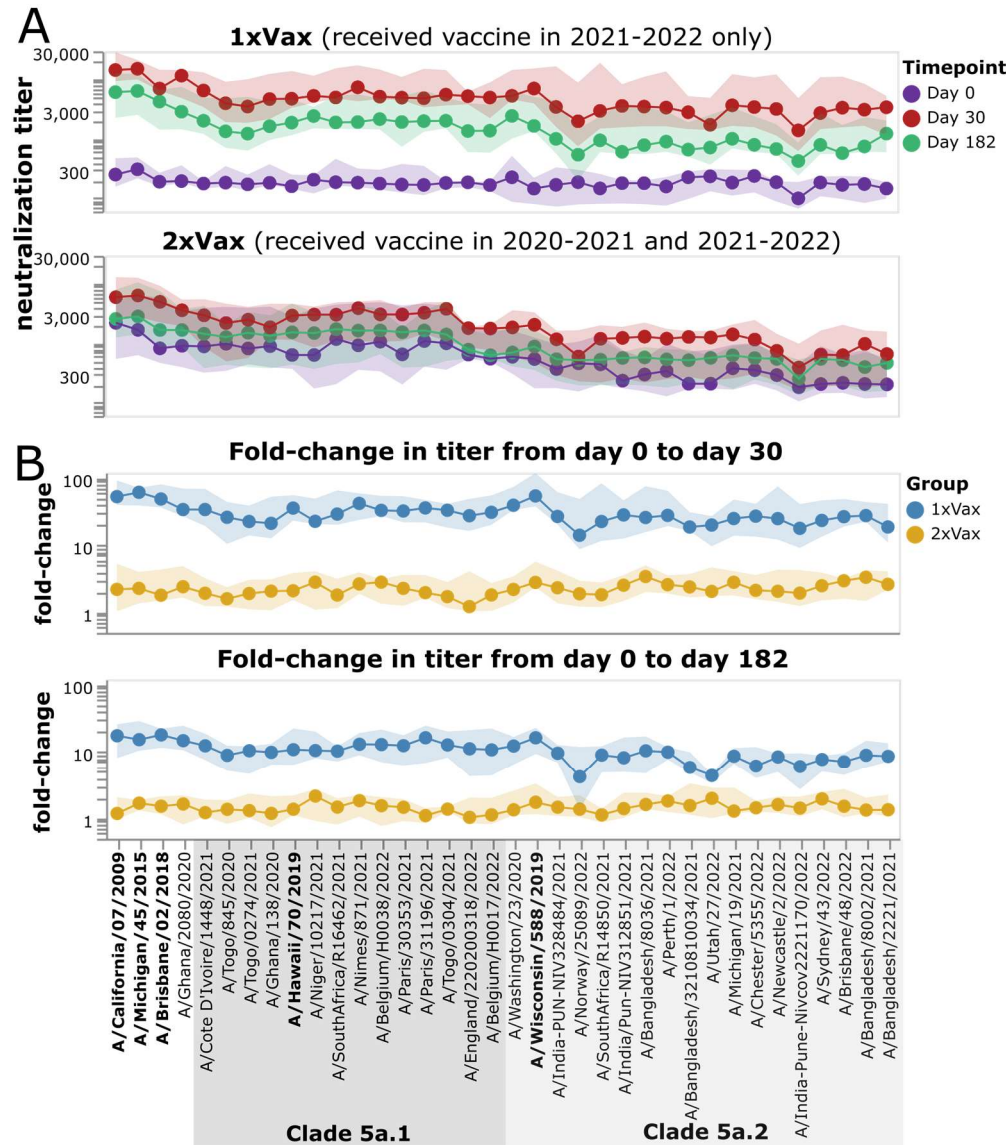 A
1xVax (received vaccine in 2021-2022 only)
30,000
3,000
300
Timepoint
Day 0
Day 30
Day 182
neutralization titer
2xVax (received vaccine in 2020-2021 and 2021-2022)
30,000
3,000
300
B
Fold-change in titer from day 0 to day 30
100
10
1
fold-change
Group
1xVax
2xVax
Fold-change in titer from day 0 to day 182
100
10
1
fold-change
A/California/07/2009
A/Michigan/45/2015
A/Brisbane/02/2018
A/Ghana/2080/2020
A/Cote D'Ivoire/1448/2021
A/Togo/845/2020
A/Togo/0274/2021
A/Ghana/138/2020
A/Hawaii/70/2019
A/Niger/10217/2021
A/SouthAfrica/R16462/2021
A/Nimes/871/2021
A/Belgium/H0038/2022
A/Paris/30353/2021
A/Paris/31196/2021
A/Togo/0304/2021
A/England/220200318/2022
A/Belgium/H0017/2022
A/Washington/23/2020
A/Wisconsin/588/2019
A/India-PUN-NIV328484/2021
A/Norway/25089/2022
A/SouthAfrica/R14850/2021
A/India/Pun-NIV312851/2021
A/Bangladesh/8036/2021
A/Perth/1/2022
A/Bangladesh/3210810034/2021
A/Utah/27/2022
A/Michigan/19/2021
A/Chester/5355/2022
A/Newcastle/2/2022
A/India-Pune-Nivcov2221170/2022
A/Sydney/43/2022
A/Brisbane/48/2022
A/Bangladesh/8002/2021
A/Bangladesh/2221/2021
Clade 5a.1
Clade 5a.2